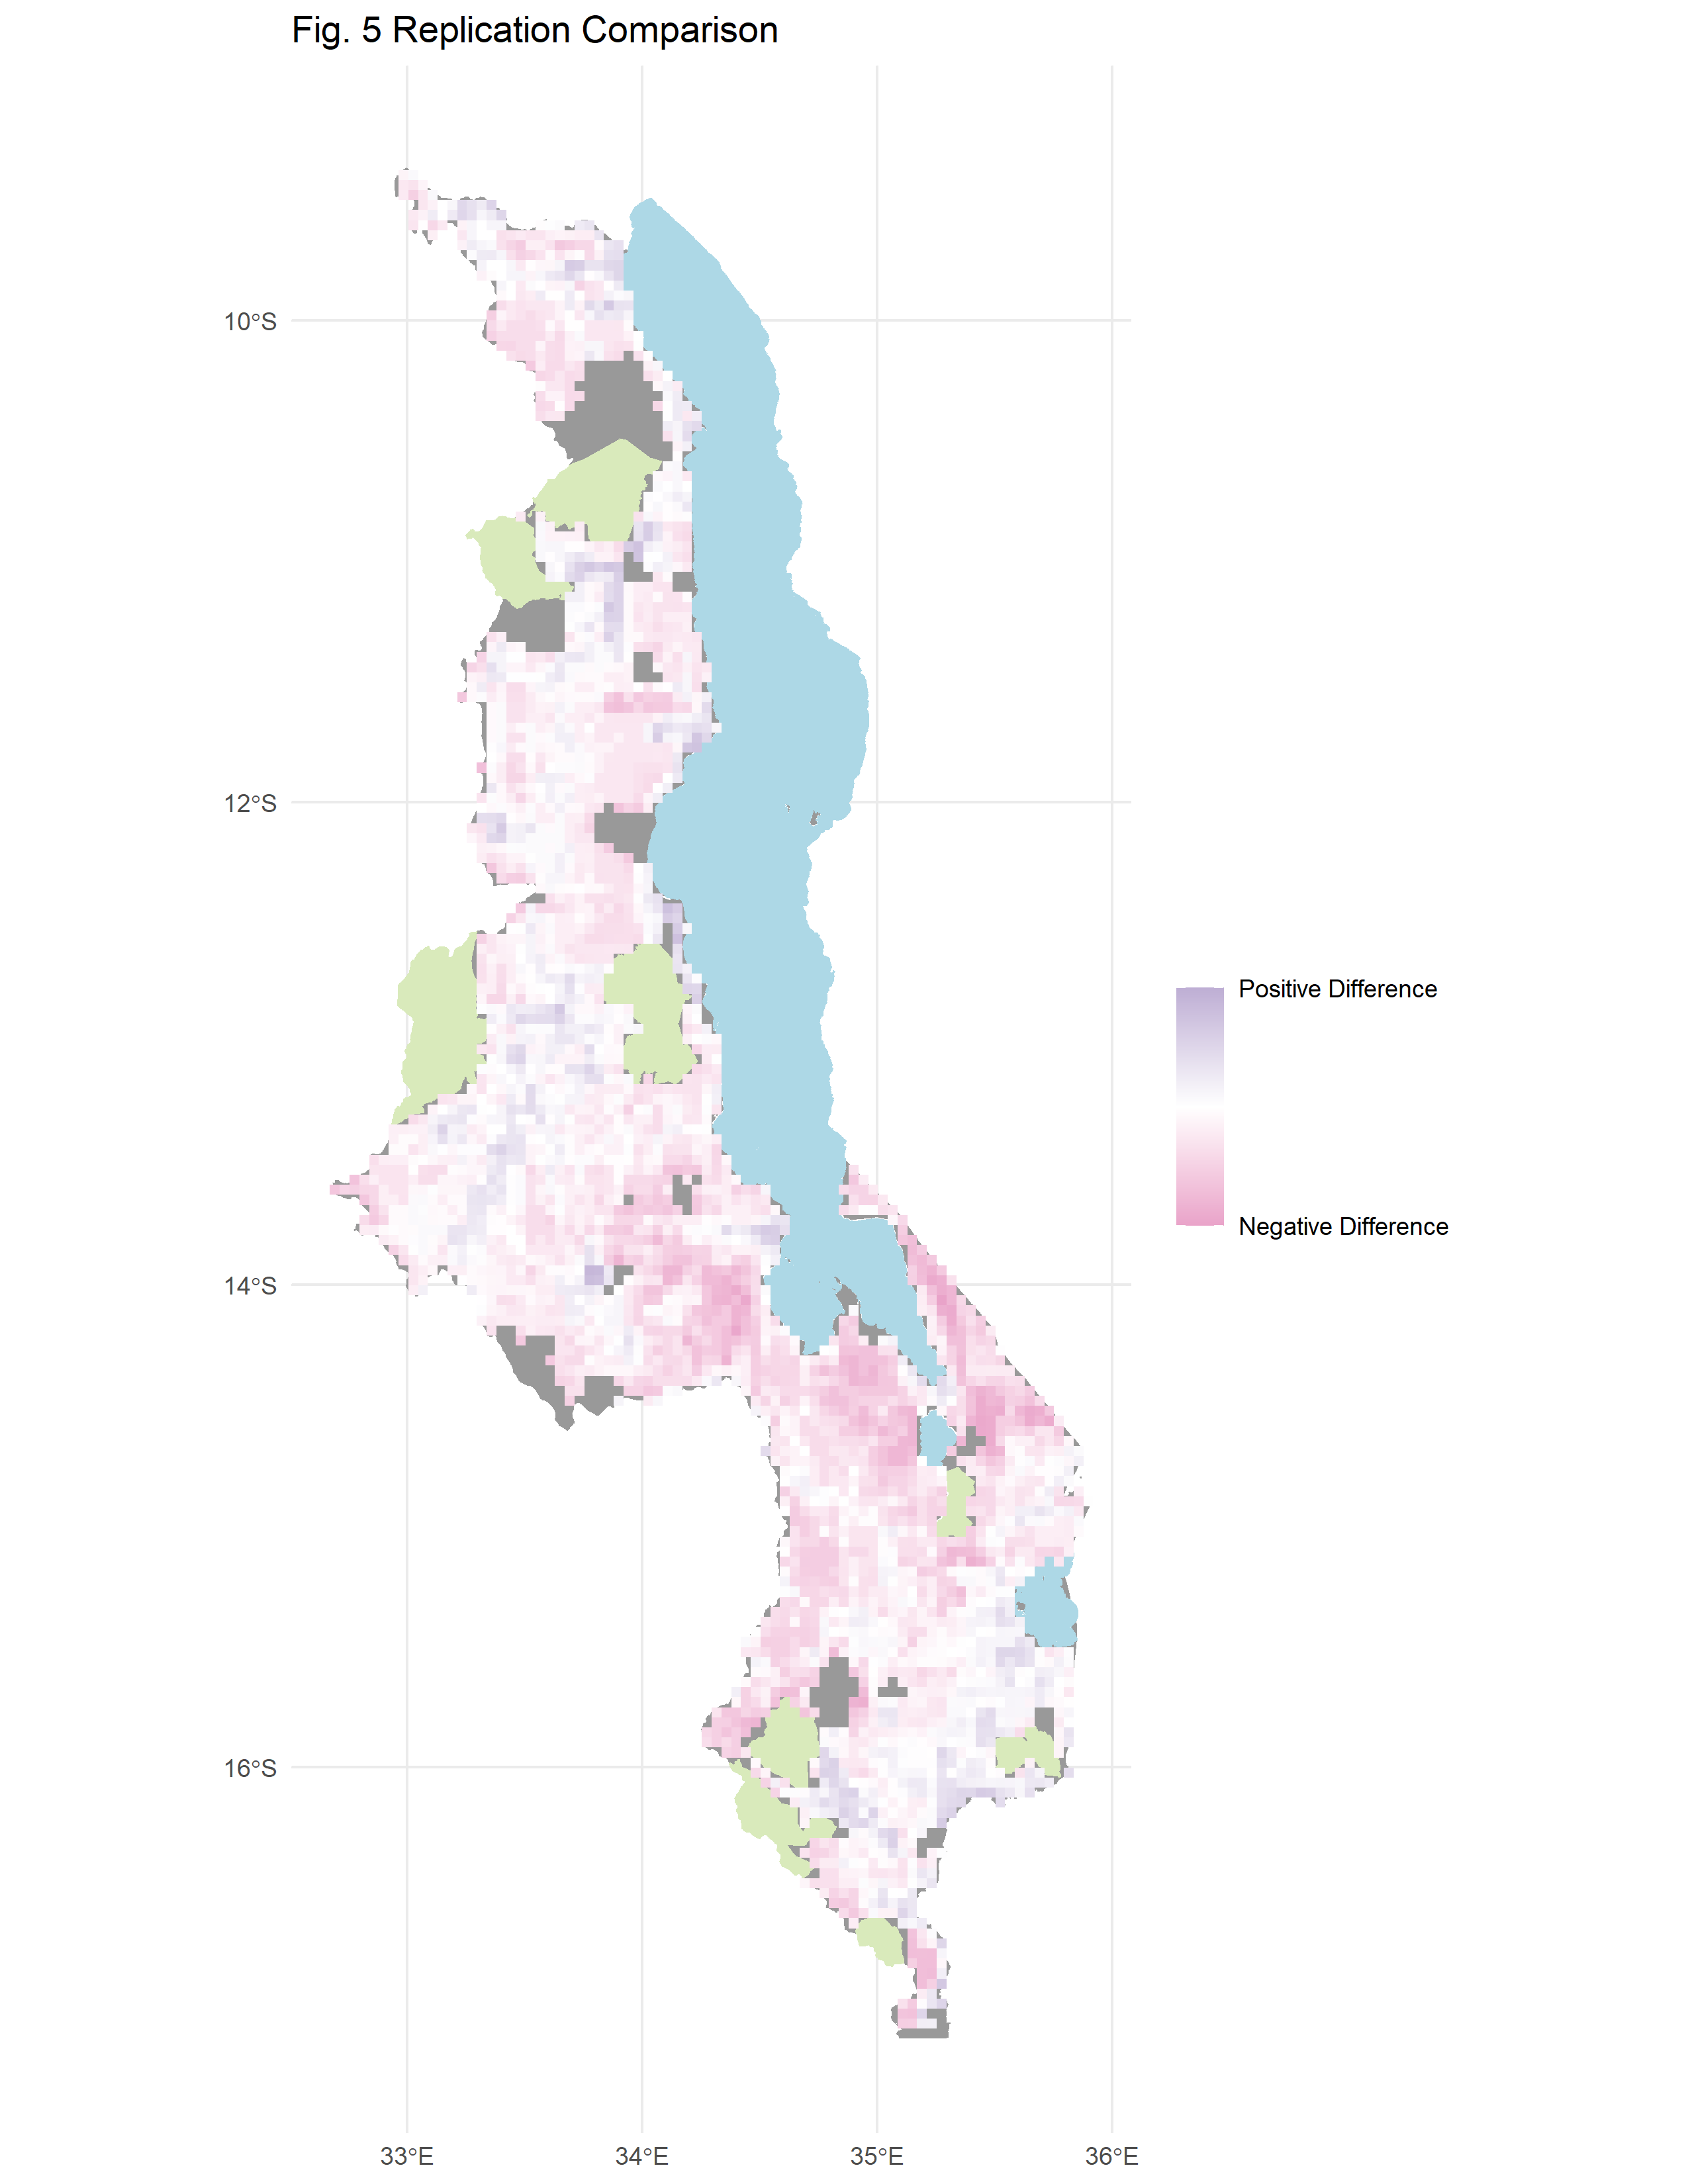 Fig. 5 Replication Comparison
10°S
12°S
14°S
16°S
33°E
34°E
35°E
36°E
Positive Difference
Negative Difference